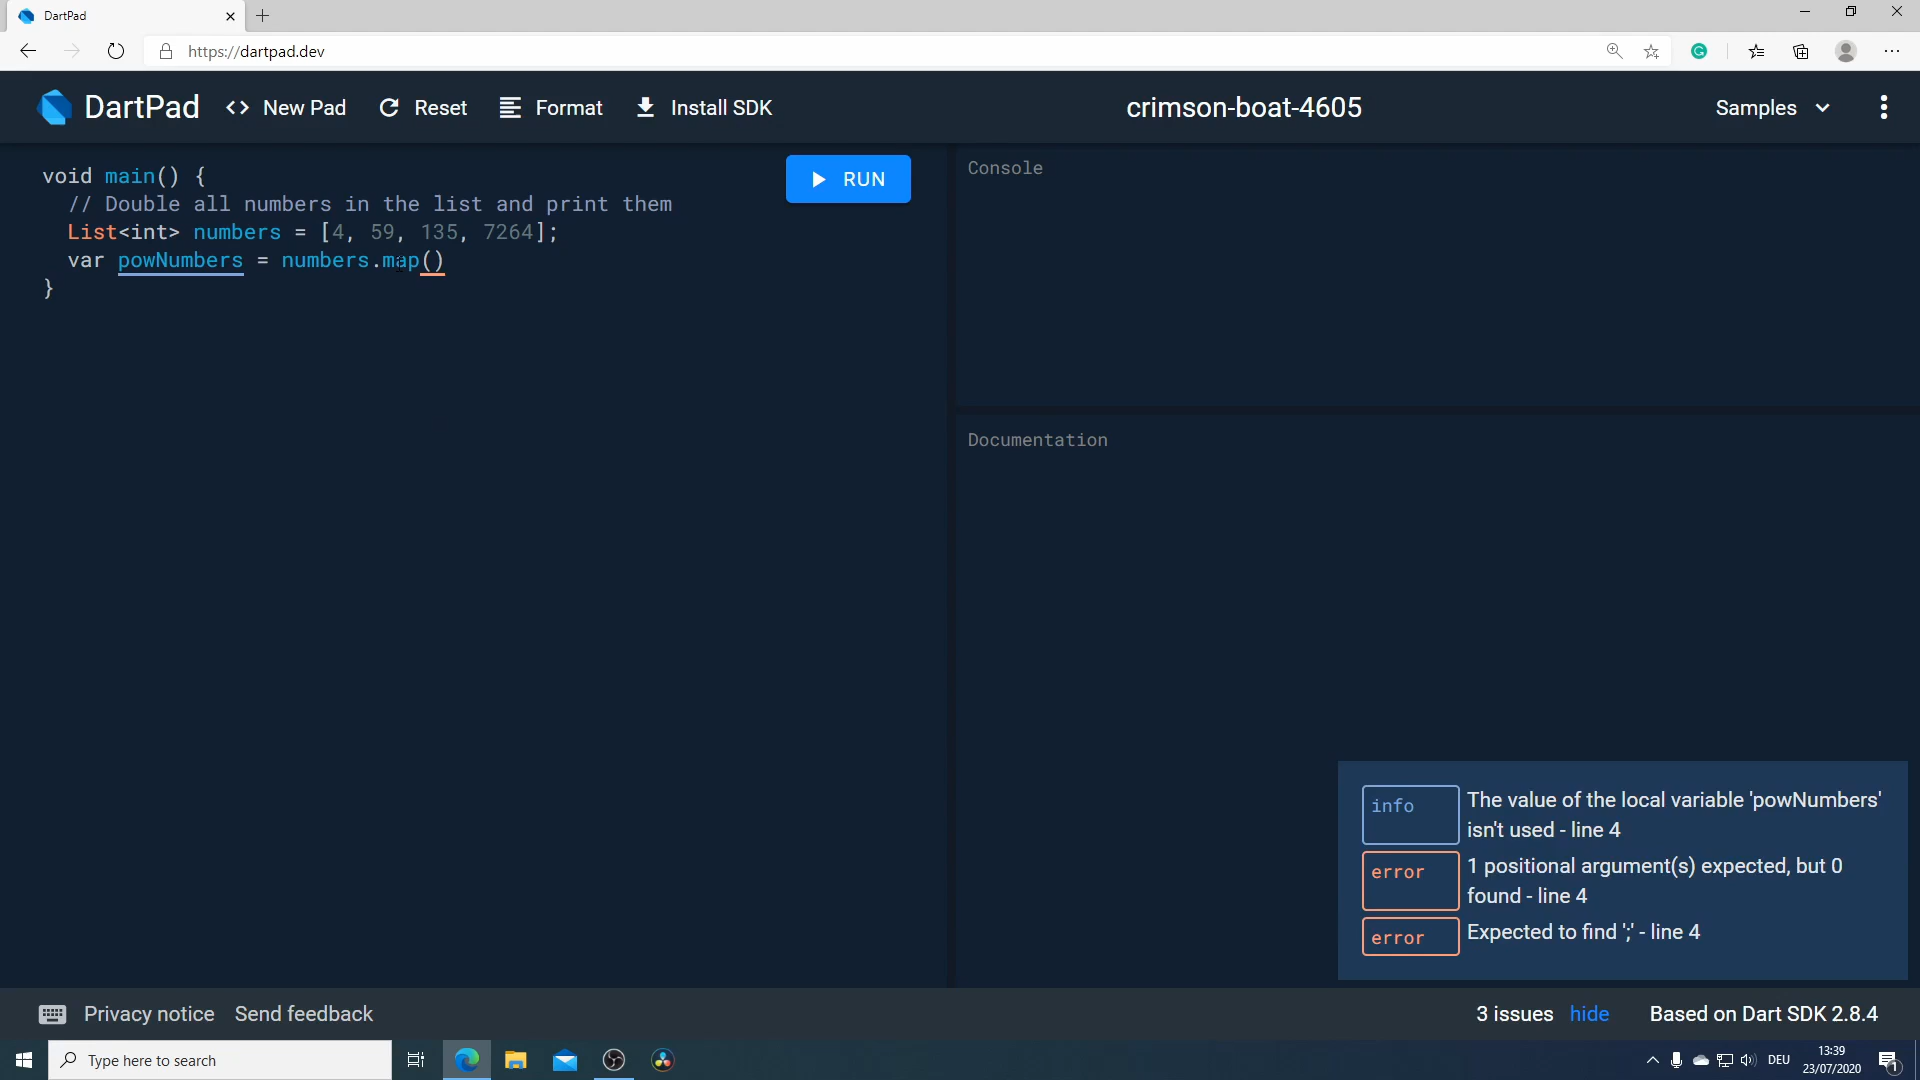 DartPad
https://dartpad.dev
DartPad
<> New Pad
Reset
Format
Install SDK
crimson-boat-4605
Samples
void main() {
// Double all numbers in the list and print them
List<int> numbers = [4, 59, 135, 7264];
var powNumbers = numbers.map()
}
RUN
Console
Documentation
info
The value of the local variable 'powNumbers'
isn't used - line 4
error
1 positional argument(s) expected, but 0
found - line 4
error
Expected to find ';' - line 4
Privacy notice
Send feedback
3 issues
hide
Based on Dart SDK 2.8.4
Type here to search
DEU
13:39
23/07/2020
1